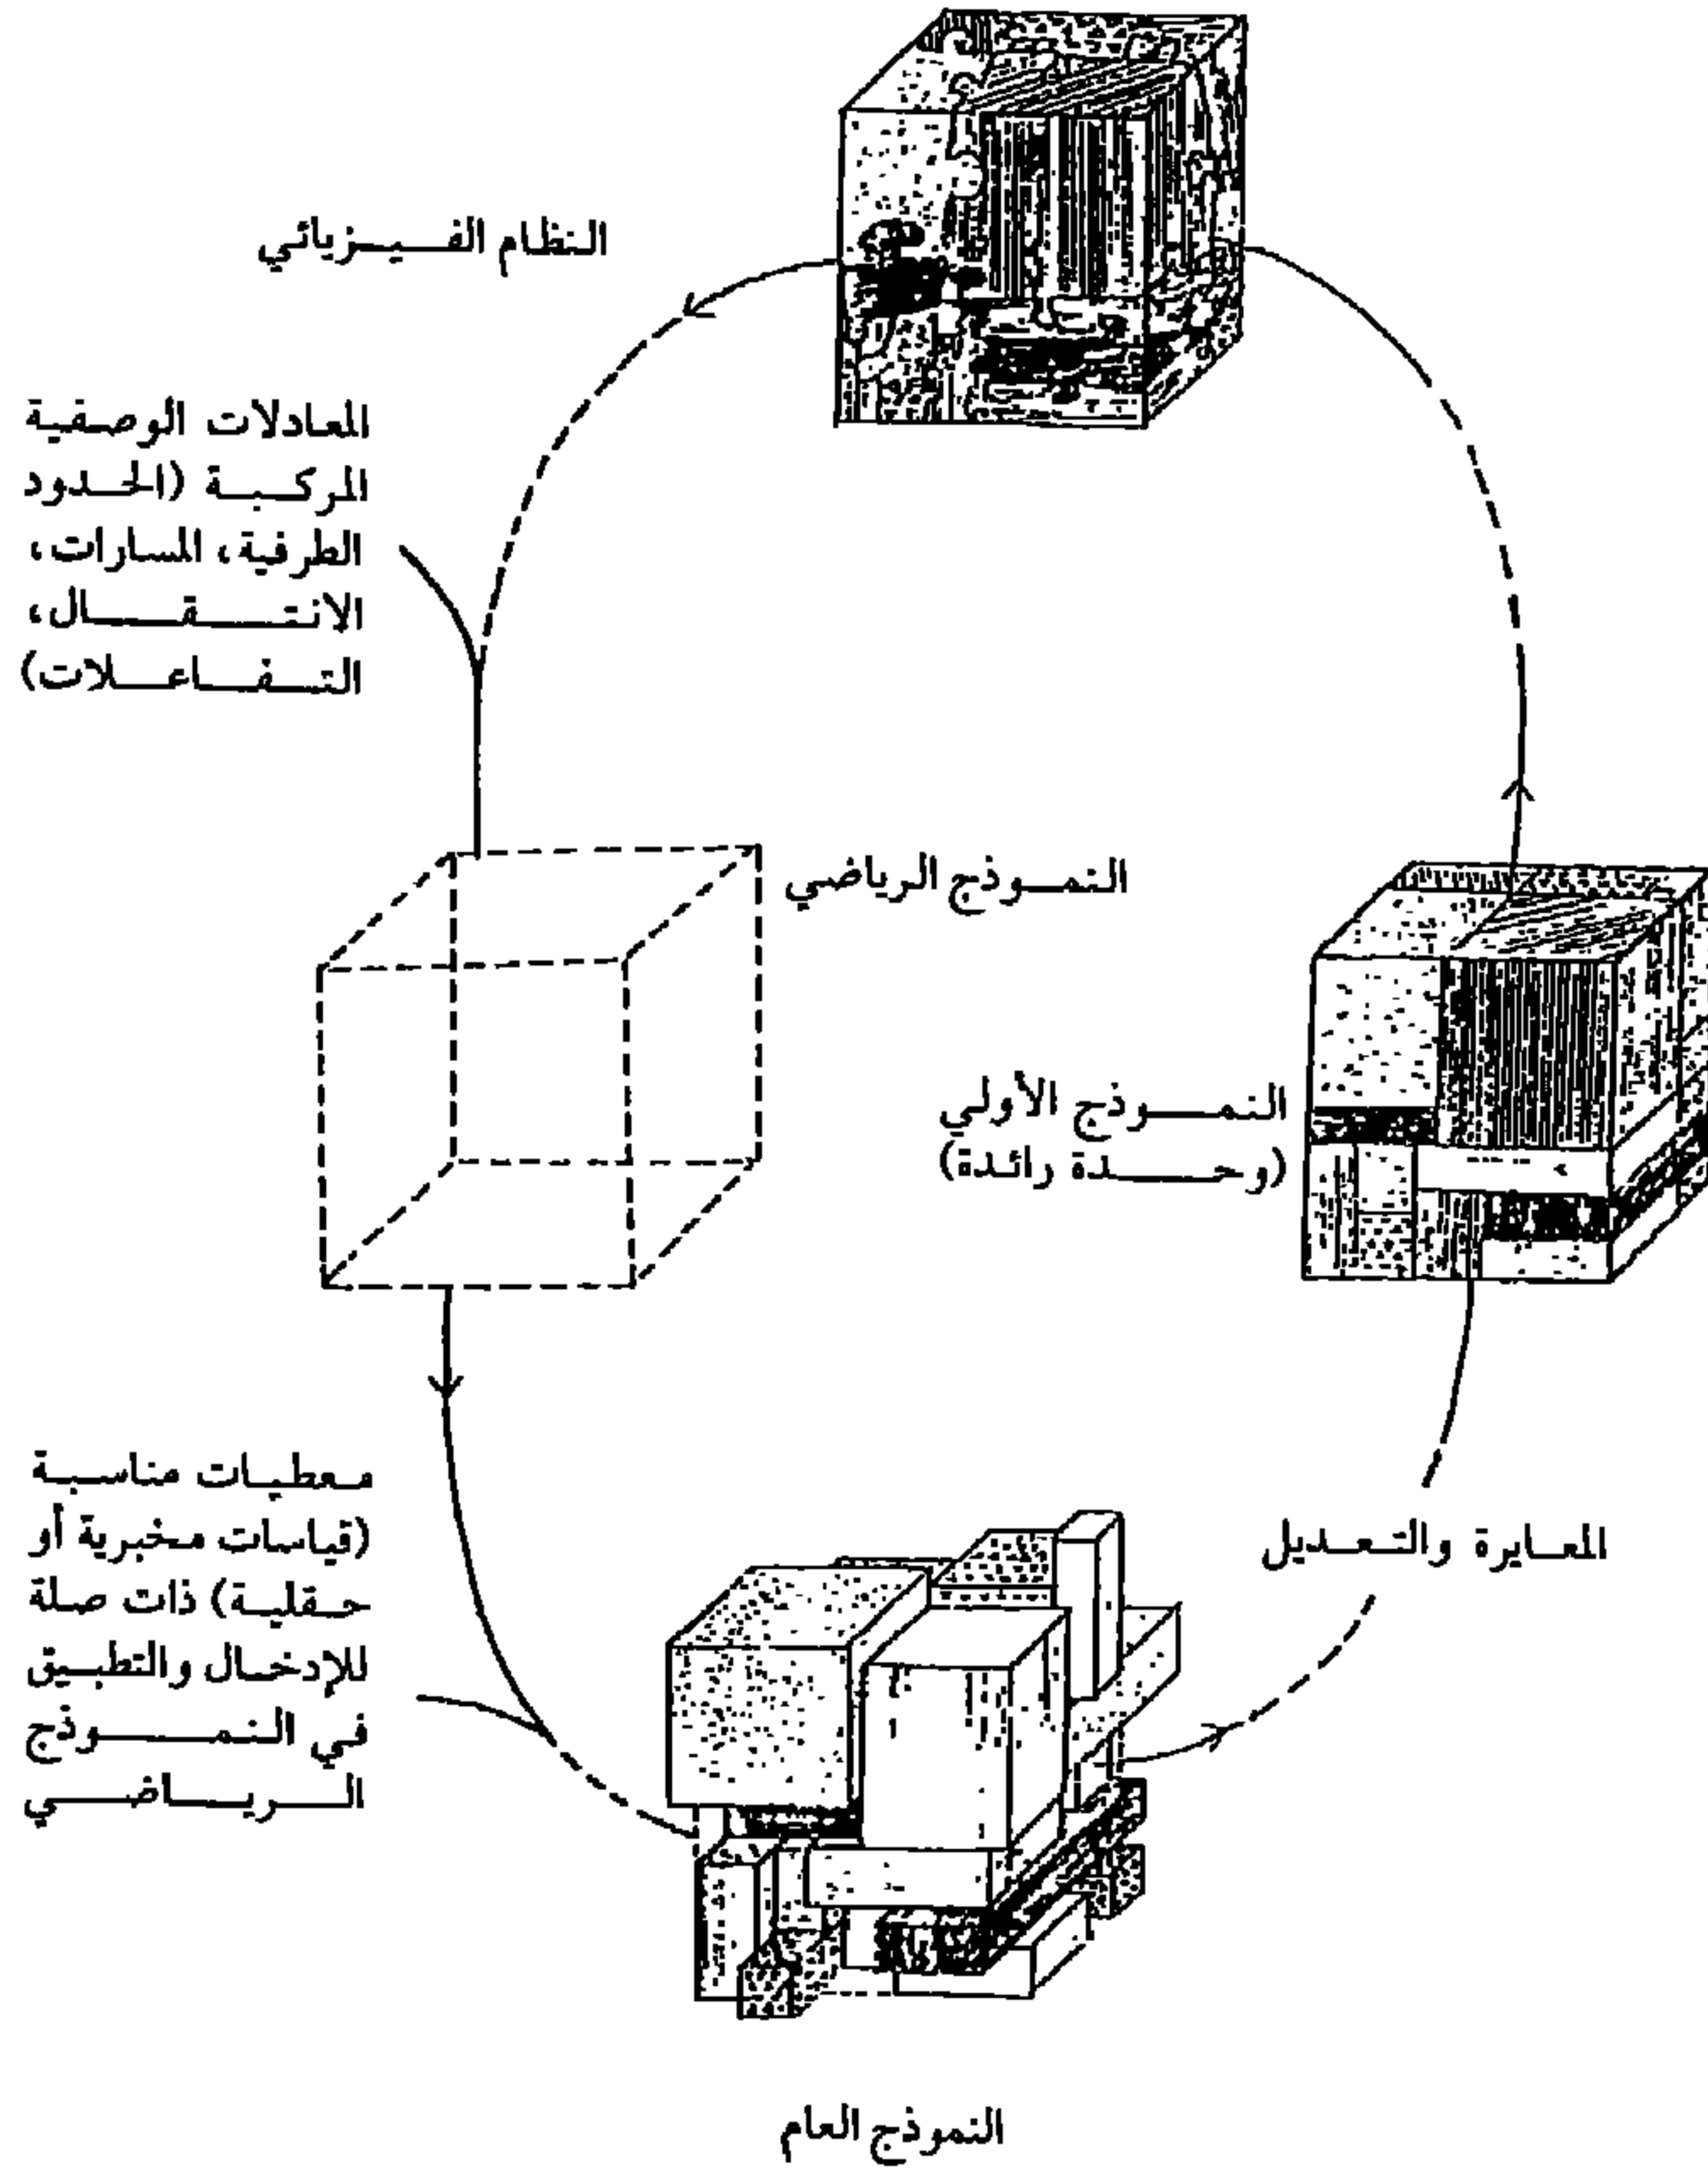 النظام الفيزيائي
المعادلات الوصفية
المركبة (الحدود
الطرفية، المسارات،
الانتقال،
التفاعلات)
النموذج الرياضي
النموذج الأولي
(وحدة رائدة)
معطيات مناسبة
(قياسات مخبرية أو
حقلية) ذات صلة
للإدخال والتطبيق
في النموذج
الرياضي
المعايرة والتعديل
النموذج العام